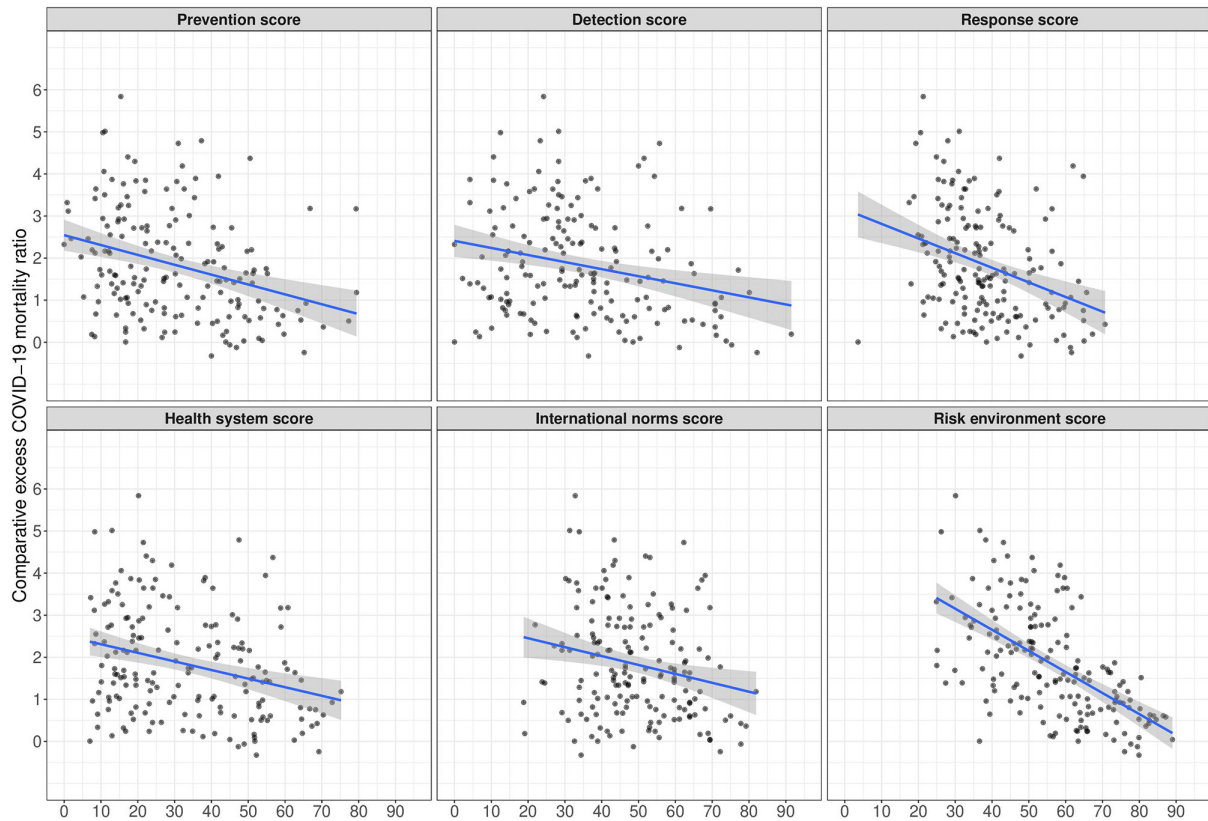 Prevention score
Detection score
Response score
Comparative excess COVID−19 mortality ratio
6
5
4
3
2
1
0
Health system score
International norms score
Risk environment score
6
5
4
3
2
1
0
0 10 20 30 40 50 60 70 80 90
0 10 20 30 40 50 60 70 80 90
0 10 20 30 40 50 60 70 80 90